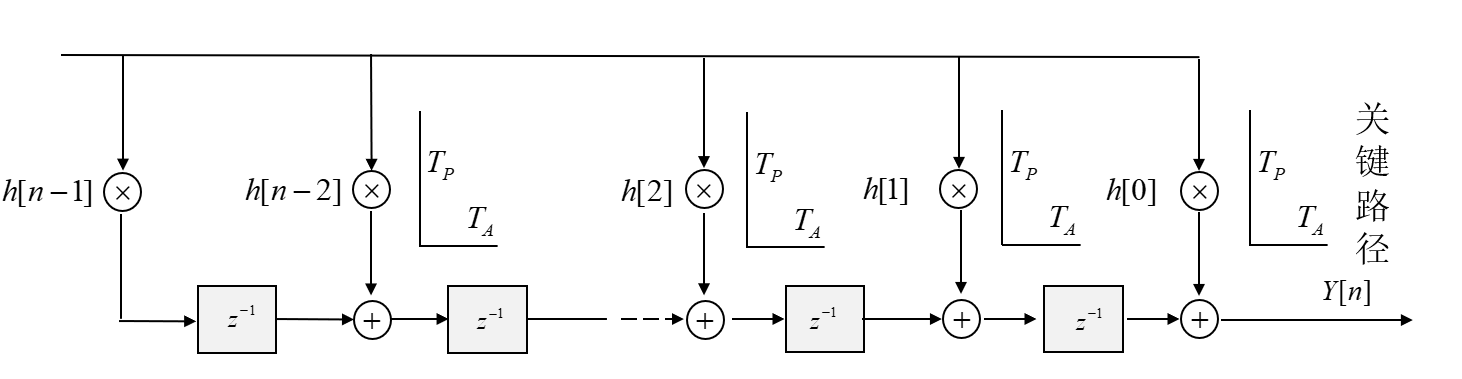 h[n−1] × h[n−2] × T_P T_A h[2] × T_P T_A h[1] × T_P T_A h[0] × T_P T_A
关键路径
z⁻¹ + z⁻¹ + z⁻¹ + z⁻¹ + Y[n]